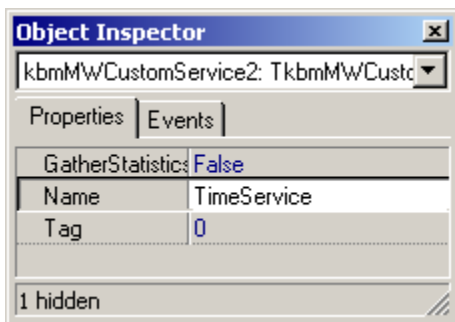 Object Inspector
kbmMWCustomService2: TkbmMWCusto
Properties Events
GatherStatistics False
Name TimeService
Tag 0
1 hidden